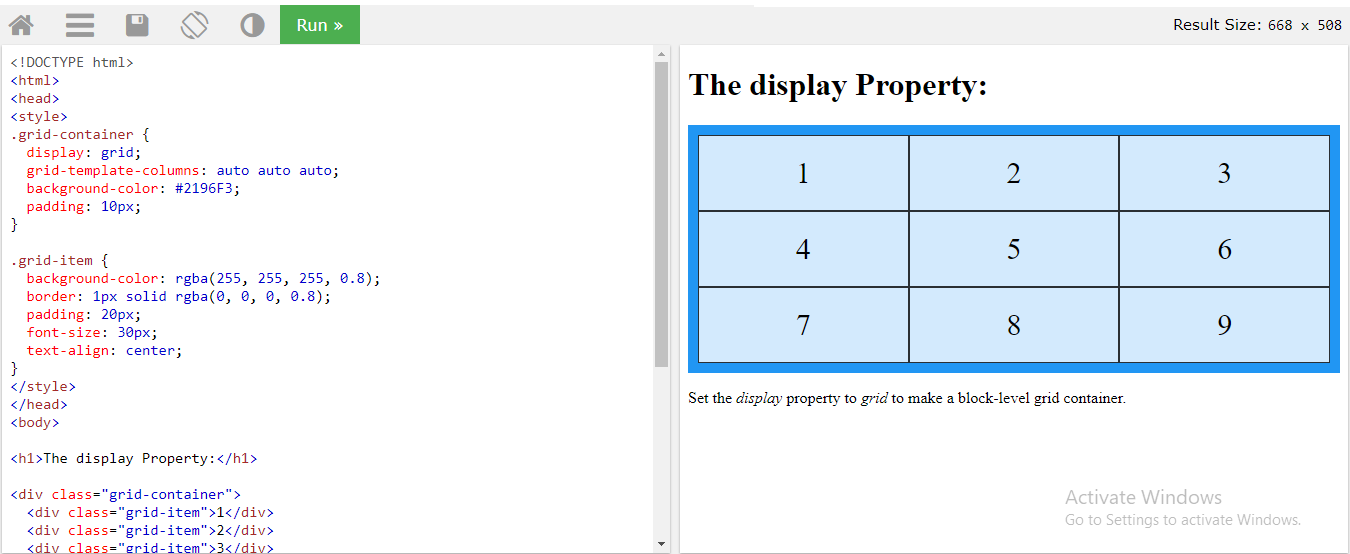 Run »
Result Size: 668 x 508
<!DOCTYPE html>
<html>
<head>
<style>
.grid-container {
  display: grid;
  grid-template-columns: auto auto auto;
  background-color: #2196F3;
  padding: 10px;
}

.grid-item {
  background-color: rgba(255, 255, 255, 0.8);
  border: 1px solid rgba(0, 0, 0, 0.8);
  padding: 20px;
  font-size: 30px;
  text-align: center;
}
</style>
</head>
<body>

<h1>The display Property:</h1>

<div class="grid-container">
  <div class="grid-item">1</div>
  <div class="grid-item">2</div>
  <div class="grid-item">3</div>
The display Property:
1 2 3
4 5 6
7 8 9
Set the display property to grid to make a block-level grid container.
Activate Windows
Go to Settings to activate Windows.